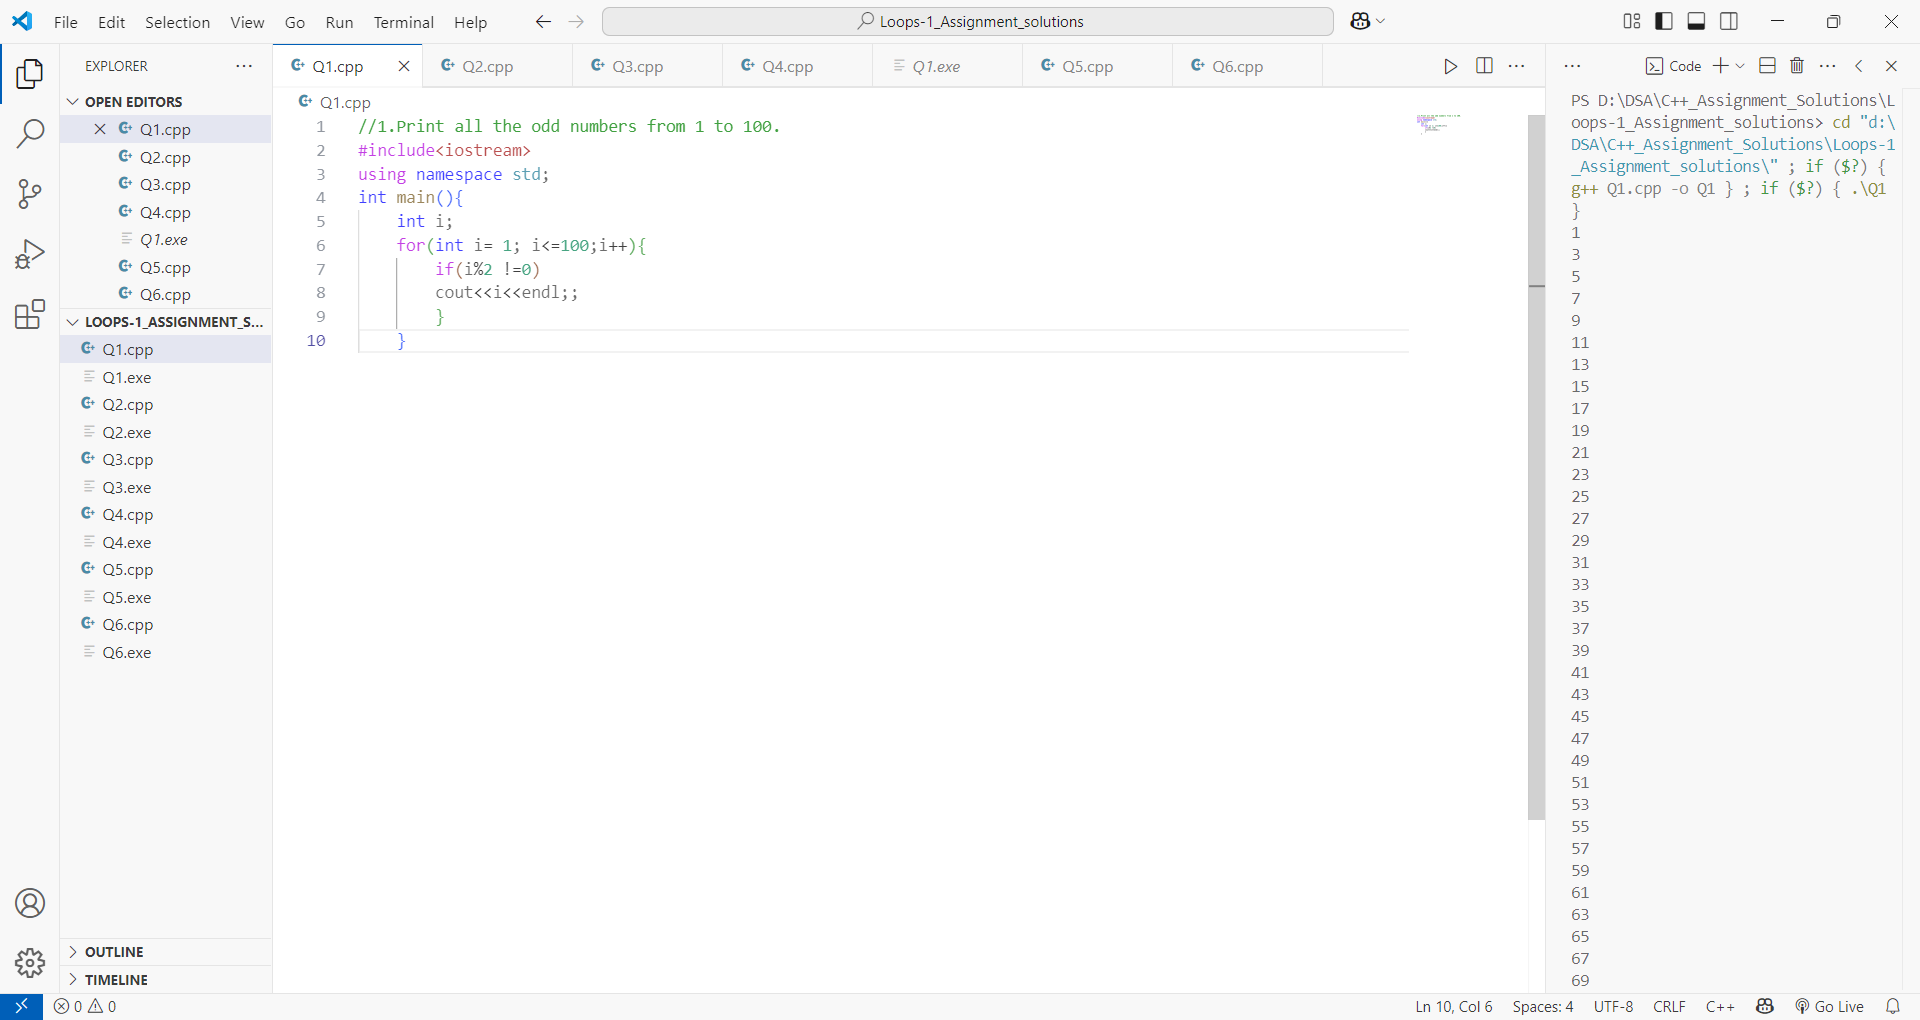 File Edit Selection View Go Run Terminal Help
Loops-1_Assignment_solutions
EXPLORER
OPEN EDITORS
Q1.cpp
Q2.cpp
Q3.cpp
Q4.cpp
Q1.exe
Q5.cpp
Q6.cpp
LOOPS-1_ASSIGNMENT_S...
Q1.cpp
Q1.exe
Q2.cpp
Q2.exe
Q3.cpp
Q3.exe
Q4.cpp
Q4.exe
Q5.cpp
Q5.exe
Q6.cpp
Q6.exe
OUTLINE
TIMELINE
Q1.cpp Q2.cpp Q3.cpp Q4.cpp Q1.exe Q5.cpp Q6.cpp
Q1.cpp
1 //1.Print all the odd numbers from 1 to 100.
2 #include<iostream>
3 using namespace std;
4 int main(){
5 int i;
6 for(int i= 1; i<=100;i++){
7 if(i%2 !=0)
8 cout<<i<<endl;;
9 }
10 }
Code
PS D:\DSA\C++_Assignment_Solutions\L
oops-1_Assignment_solutions> cd "d:\
DSA\C++_Assignment_Solutions\Loops-1
_Assignment_solutions\" ; if ($?) {
g++ Q1.cpp -o Q1 } ; if ($?) { .\Q1
}
1
3
5
7
9
11
13
15
17
19
21
23
25
27
29
31
33
35
37
39
41
43
45
47
49
51
53
55
57
59
61
63
65
67
69
0 0
Ln 10, Col 6 Spaces: 4 UTF-8 CRLF C++ Go Live